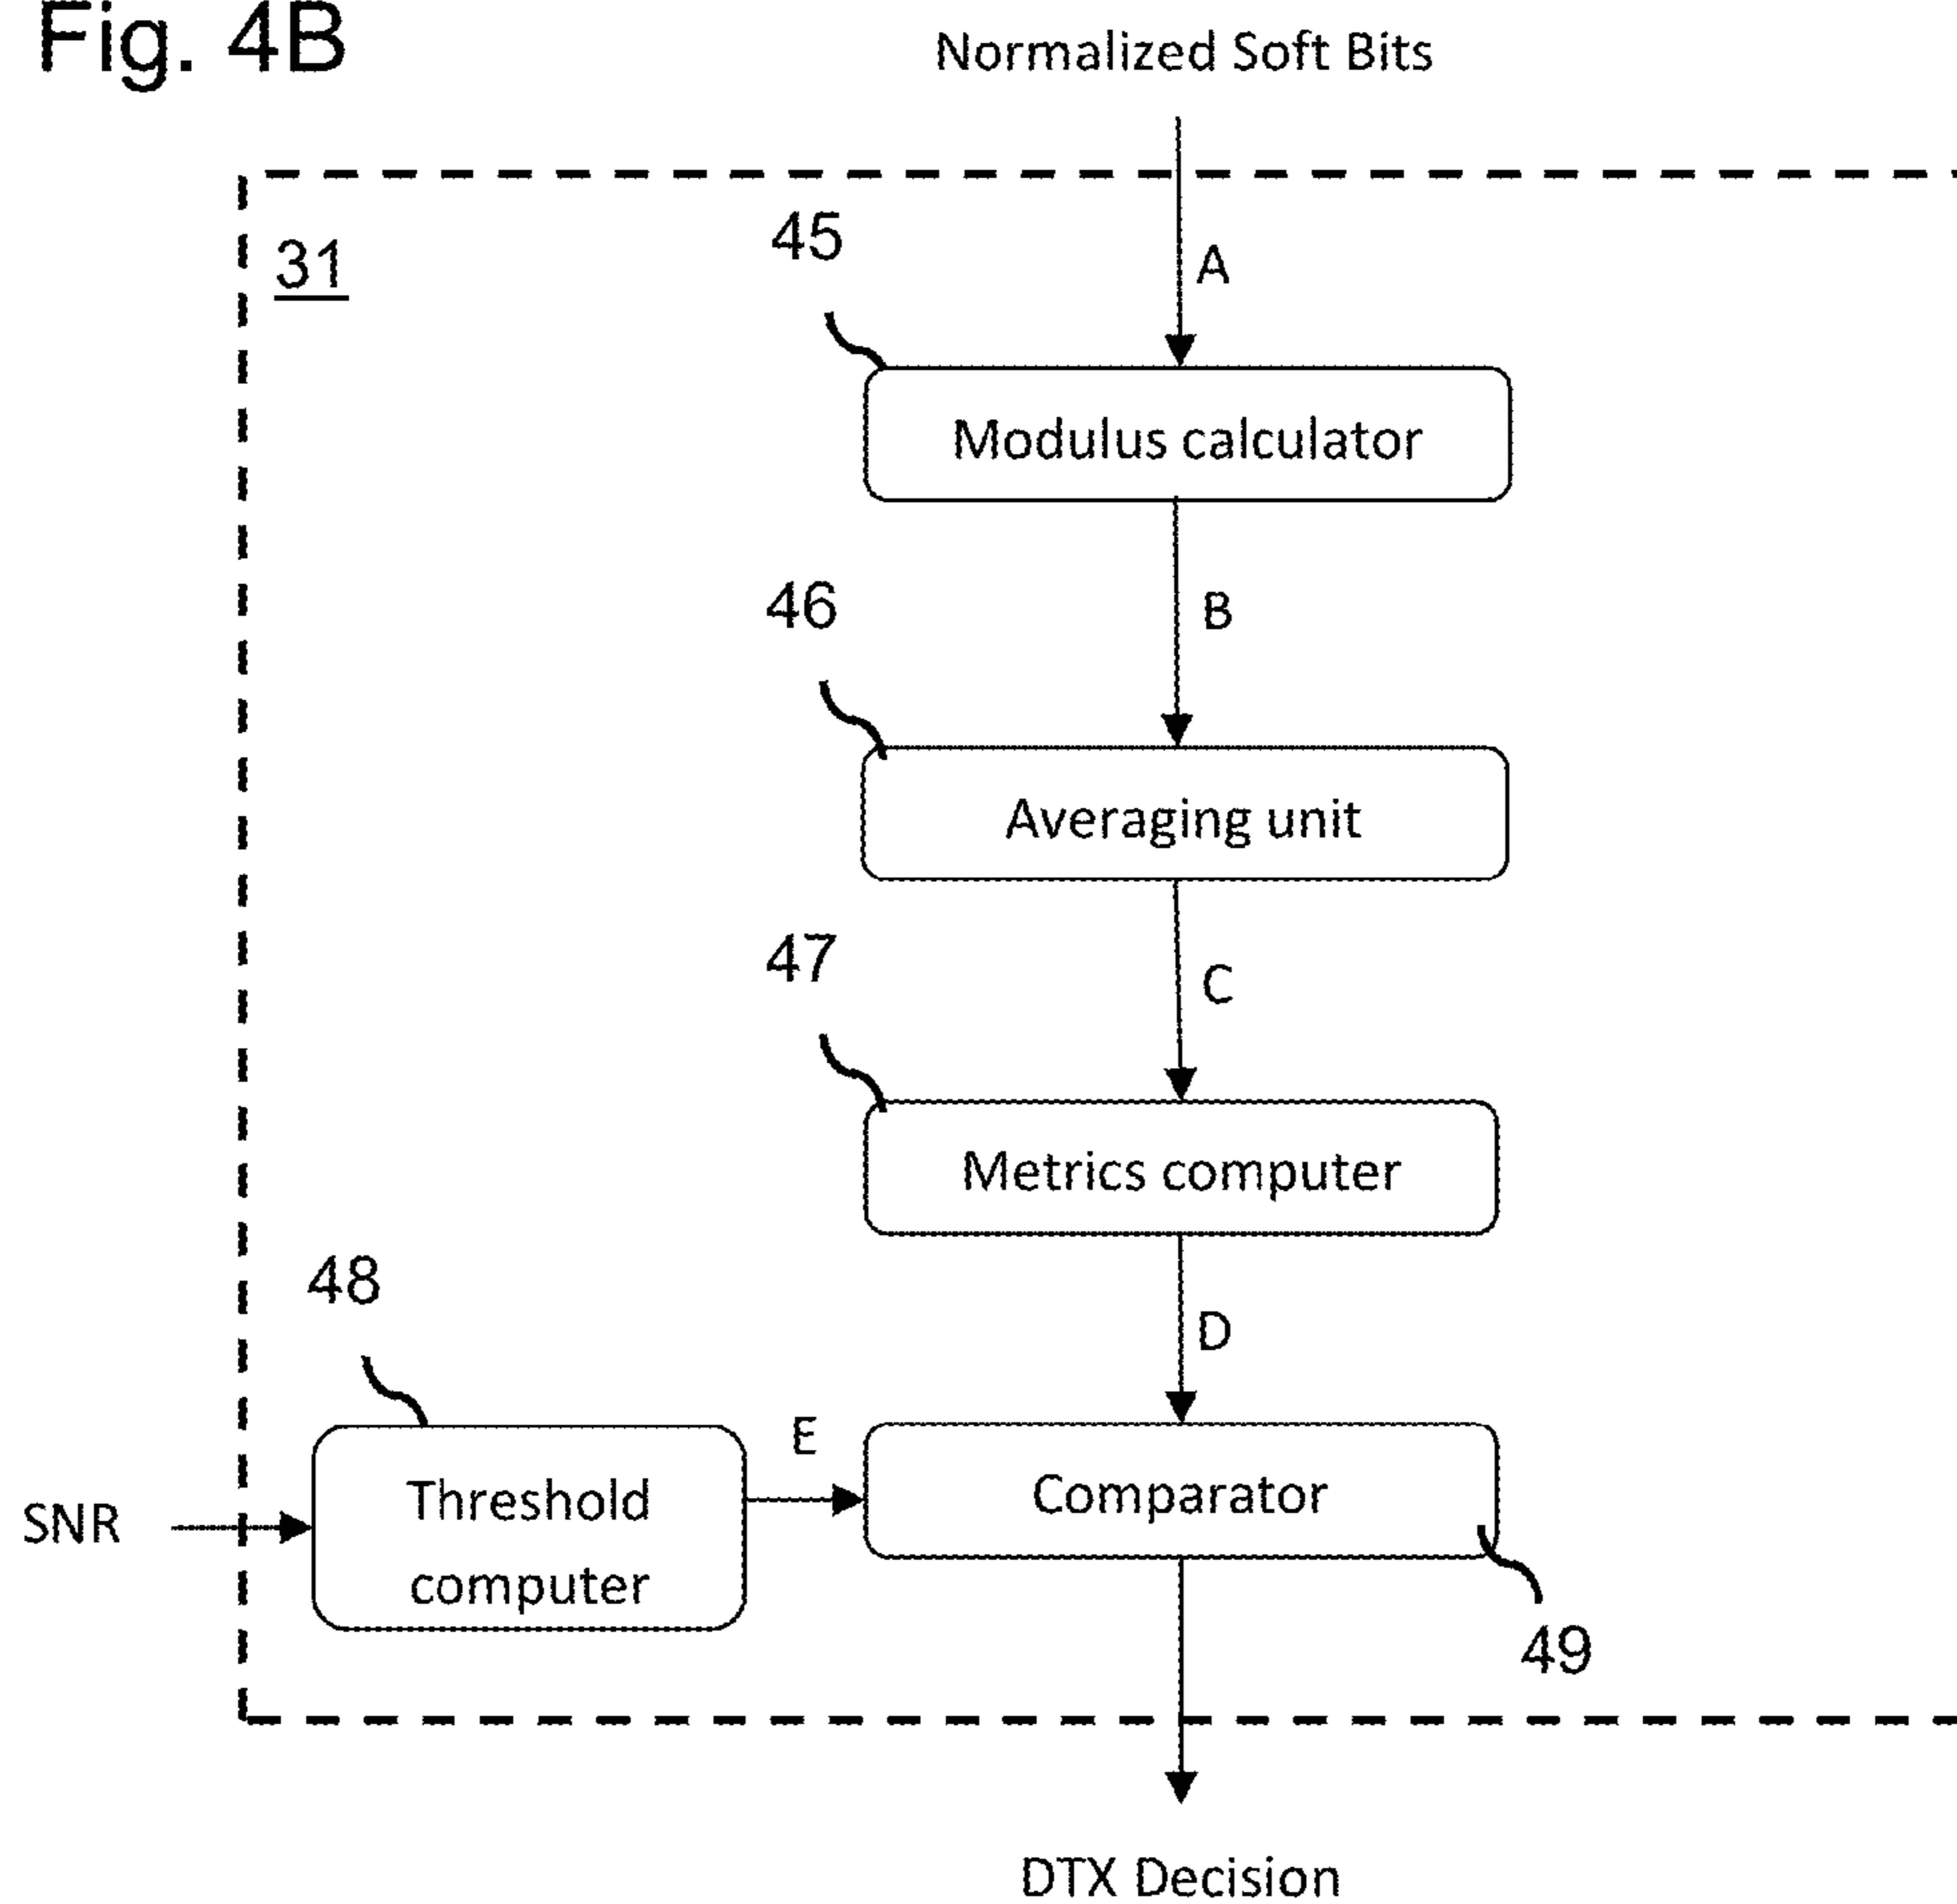 Fig. 4B
Normalized Soft Bits
31
45
A
Modulus calculator
B
46
Averaging unit
C
47
Metrics computer
D
48
SNR
Threshold
computer
E
Comparator
49
DTX Decision